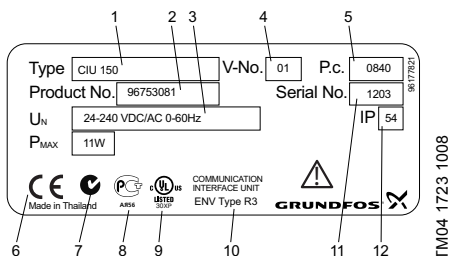 1 2 3 4 5
Type CIU 150 V-No. 01 P.c. 0840
Product No. 96753081 Serial No. 1203
UN 24-240 VDC/AC 0-60Hz IP 54
PMAX 11W
96177821
CE
Made in Thailand
PCT
AR56
c UL us
LISTED
30XP
COMMUNICATION
INTERFACE UNIT
ENV Type R3
GRUNDFOS
6 7 8 9 10 11 12
TM04 1723 1008